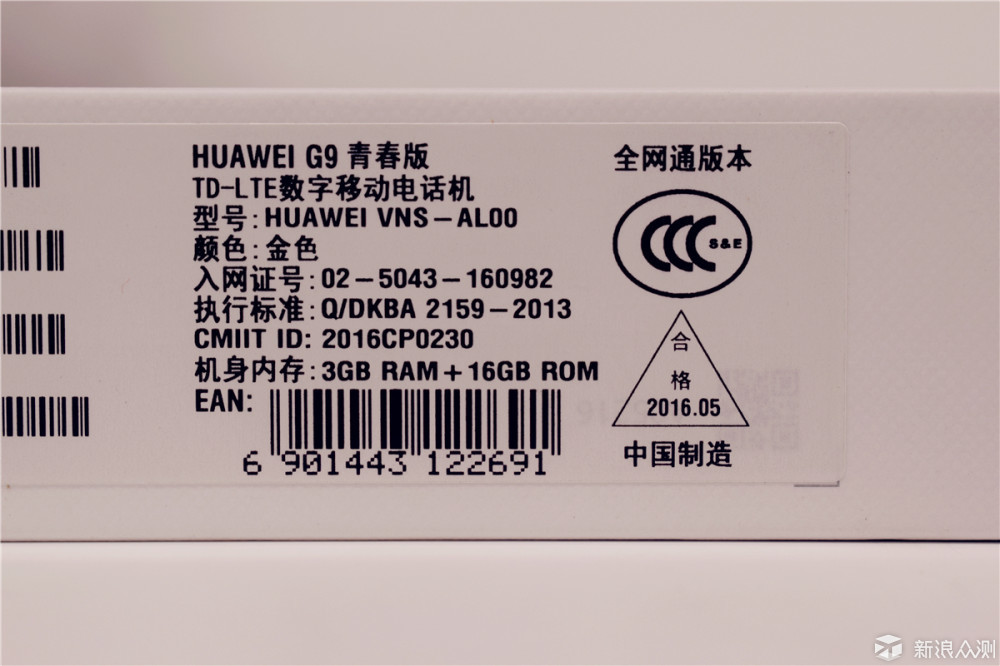 HUAWEI G9 青春版
TD-LTE数字移动电话机
型号:HUAWEI VNS-AL00
颜色:金色
入网证号:02-5043-160982
执行标准:Q/DKBA 2159-2013
CMIIT ID: 2016CP0230
机身内存:3GB RAM+16GB ROM
EAN:
6 901443 122691
全网通版本
CCC S&E
合
格
2016.05
中国制造
新浪众测